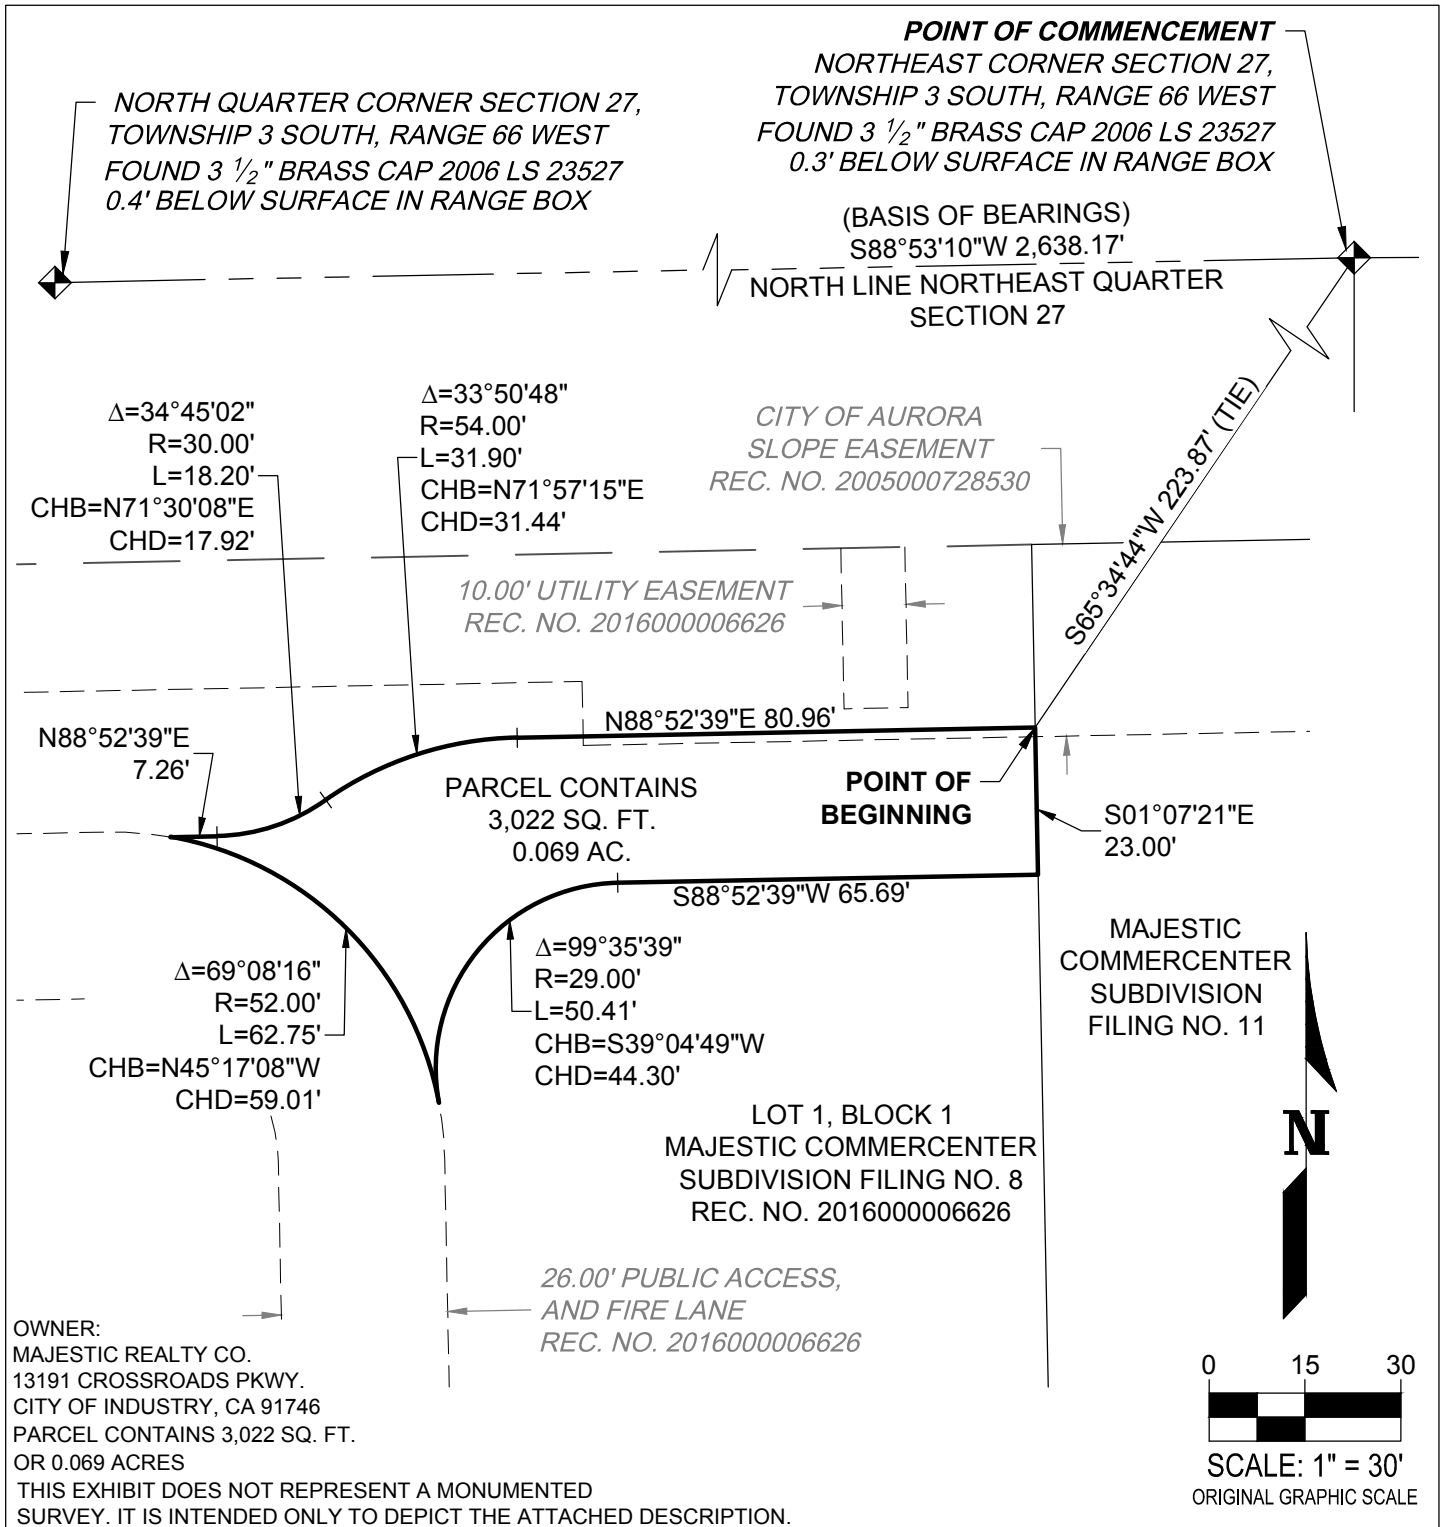 POINT OF COMMENCEMENT
NORTHEAST CORNER SECTION 27,
TOWNSHIP 3 SOUTH, RANGE 66 WEST
FOUND 3 1/2" BRASS CAP 2006 LS 23527
0.3' BELOW SURFACE IN RANGE BOX
NORTH QUARTER CORNER SECTION 27,
TOWNSHIP 3 SOUTH, RANGE 66 WEST
FOUND 3 1/2" BRASS CAP 2006 LS 23527
0.4' BELOW SURFACE IN RANGE BOX
(BASIS OF BEARINGS)
S88°53'10"W 2,638.17'
NORTH LINE NORTHEAST QUARTER
SECTION 27
S65°34'44"W 223.87' (TIE)
Δ=34°45'02"
R=30.00'
L=18.20'
CHB=N71°30'08"E
CHD=17.92'
Δ=33°50'48"
R=54.00'
L=31.90'
CHB=N71°57'15"E
CHD=31.44'
CITY OF AURORA
SLOPE EASEMENT
REC. NO. 2005000728530
10.00' UTILITY EASEMENT
REC. NO. 2016000006626
N88°52'39"E
7.26'
N88°52'39"E 80.96'
PARCEL CONTAINS
3,022 SQ. FT.
0.069 AC.
POINT OF
BEGINNING
S01°07'21"E
23.00'
S88°52'39"W 65.69'
Δ=69°08'16"
R=52.00'
L=62.75'
CHB=N45°17'08"W
CHD=59.01'
Δ=99°35'39"
R=29.00'
L=50.41'
CHB=S39°04'49"W
CHD=44.30'
MAJESTIC
COMMERCENTER
SUBDIVISION
FILING NO. 11
LOT 1, BLOCK 1
MAJESTIC COMMERCENTER
SUBDIVISION FILING NO. 8
REC. NO. 2016000006626
N
26.00' PUBLIC ACCESS,
AND FIRE LANE
REC. NO. 2016000006626
OWNER:
MAJESTIC REALTY CO.
13191 CROSSROADS PKWY.
CITY OF INDUSTRY, CA 91746
PARCEL CONTAINS 3,022 SQ. FT.
OR 0.069 ACRES
THIS EXHIBIT DOES NOT REPRESENT A MONUMENTED
SURVEY. IT IS INTENDED ONLY TO DEPICT THE ATTACHED DESCRIPTION.
0 15 30
SCALE: 1" = 30'
ORIGINAL GRAPHIC SCALE